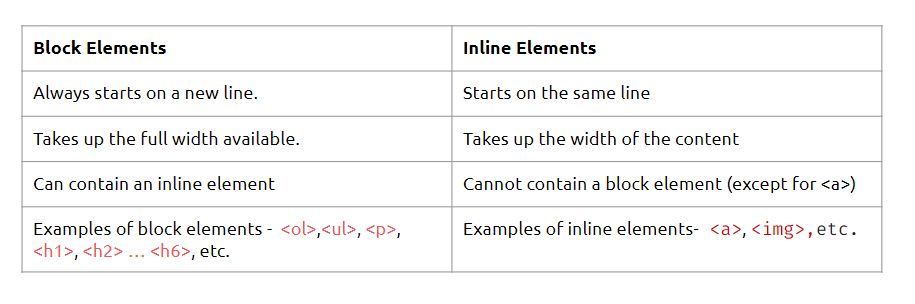 Block Elements
Inline Elements
Always starts on a new line.
Starts on the same line
Takes up the full width available.
Takes up the width of the content
Can contain an inline element
Cannot contain a block element (except for <a>)
Examples of block elements - <ol>,<ul>, <p>,
<h1>, <h2> ... <h6>, etc.
Examples of inline elements- <a>, <img>,etc.